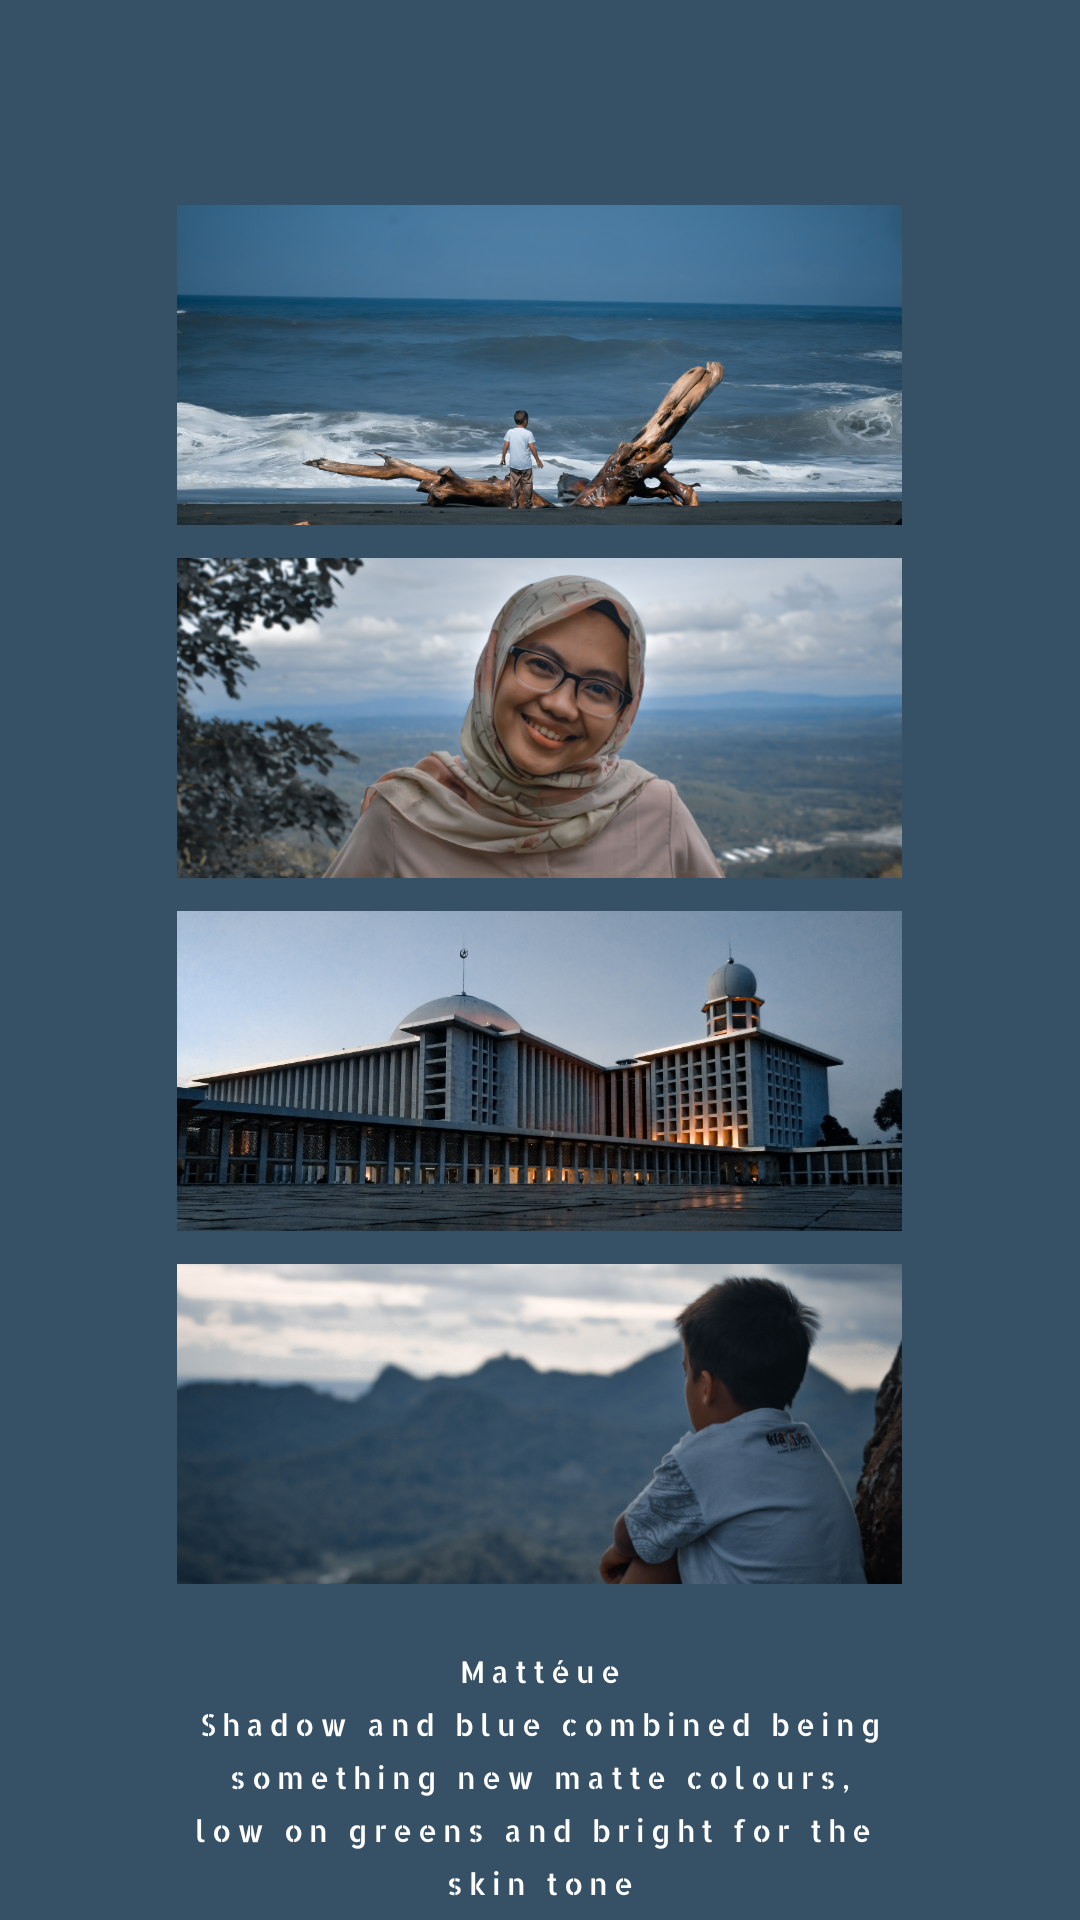 Mattéue
Shadow and blue combined being
something new matte colours,
low on greens and bright for the
skin tone